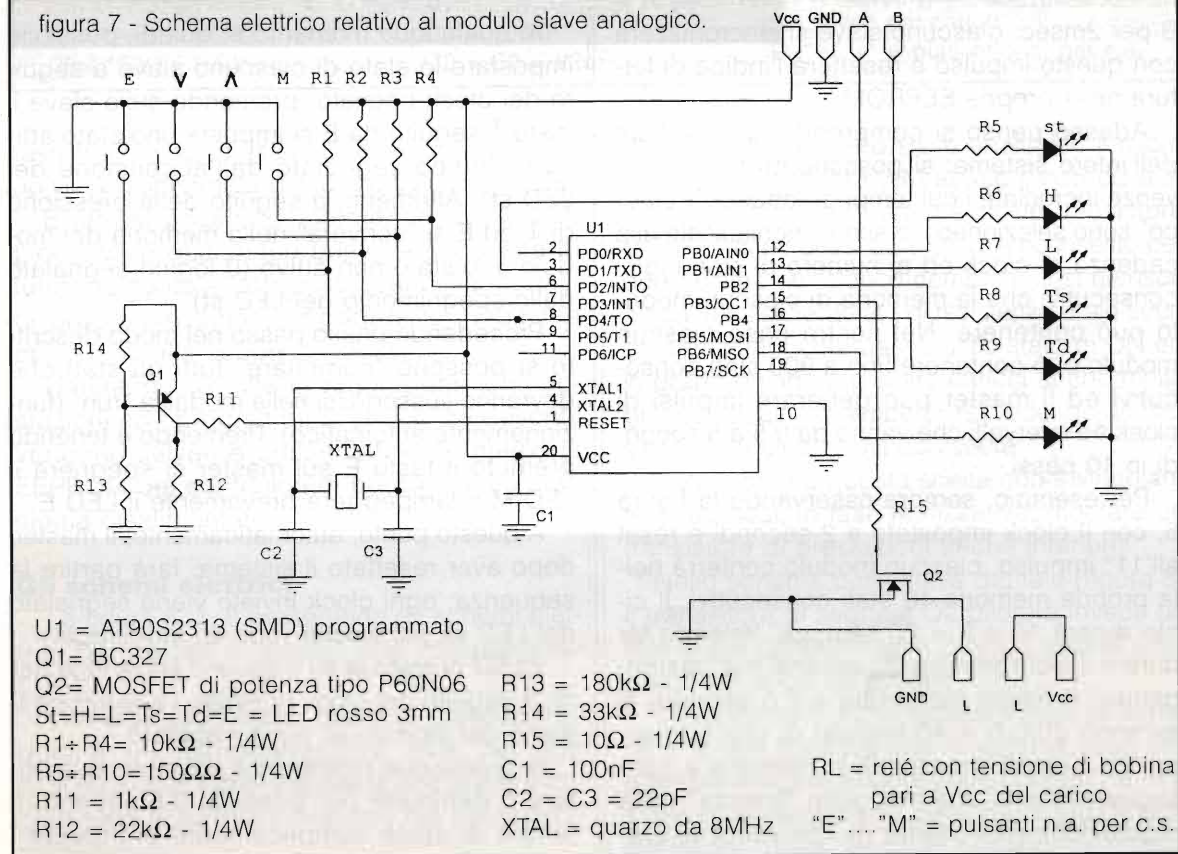 figura 7 - Schema elettrico relativo al modulo slave analogico.
Vcc GND A B
E V Λ M R1 R2 R3 R4
R5 st
R6 H
R7 L
R8 Ts
R9 Td
R10 M
U1
2 PD0/RXD
3 PD1/TXD
6 PD2/INTO
7 PD3/INT1
8 PD4/TO
9 PD5/T1
11 PD6/ICP
5 XTAL1
4 XTAL2
1 RESET
20 VCC
PB0/AIN0 12
PB1/AIN1 13
PB2 14
PB3/OC1 15
PB4 16
PB5/MOSI 17
PB6/MISO 18
PB7/SCK 19
10
R14
Q1
R11
R13
R12
XTAL
C2
C3
C1
R15
Q2
GND L L Vcc
U1 = AT90S2313 (SMD) programmato
Q1= BC327
Q2= MOSFET di potenza tipo P60N06
St=H=L=Ts=Td=E = LED rosso 3mm
R1÷R4= 10kΩ - 1/4W
R5÷R10=150ΩΩ - 1/4W
R11 = 1kΩ - 1/4W
R12 = 22kΩ - 1/4W
R13 = 180kΩ - 1/4W
R14 = 33kΩ - 1/4W
R15 = 10Ω - 1/4W
C1 = 100nF
C2 = C3 = 22pF
XTAL = quarzo da 8MHz
RL = relé con tensione di bobina
pari a Vcc del carico
"E"... "M" = pulsanti n.a. per c.s.